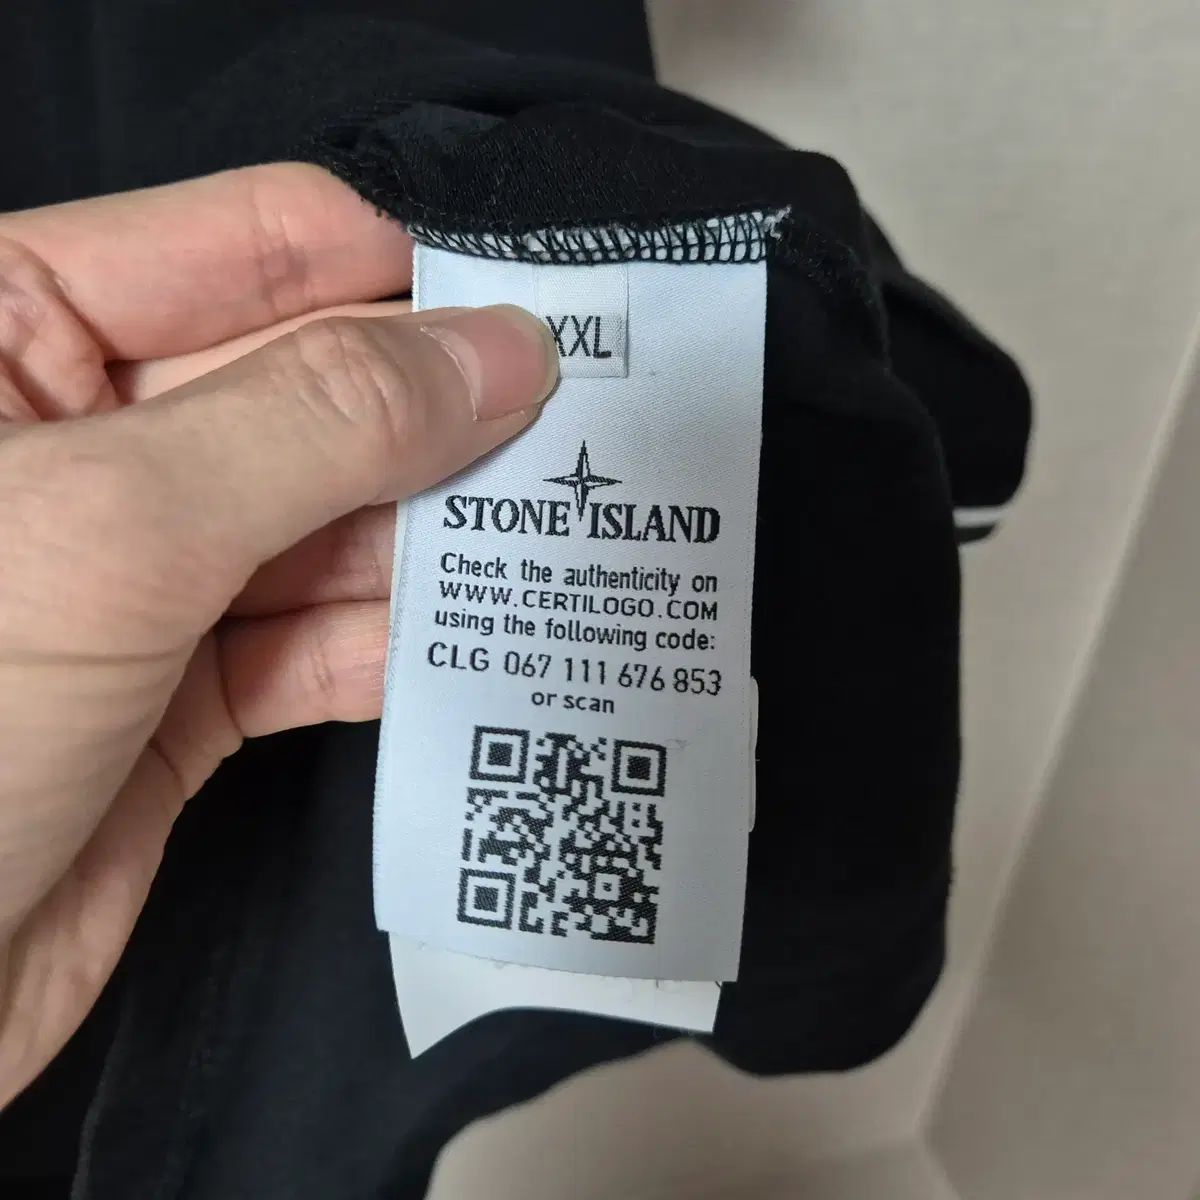 XXL
STONE ISLAND
Check the authenticity on
WWW.CERTILOGO.COM
using the following code:
CLG 067 111 676 853
or scan